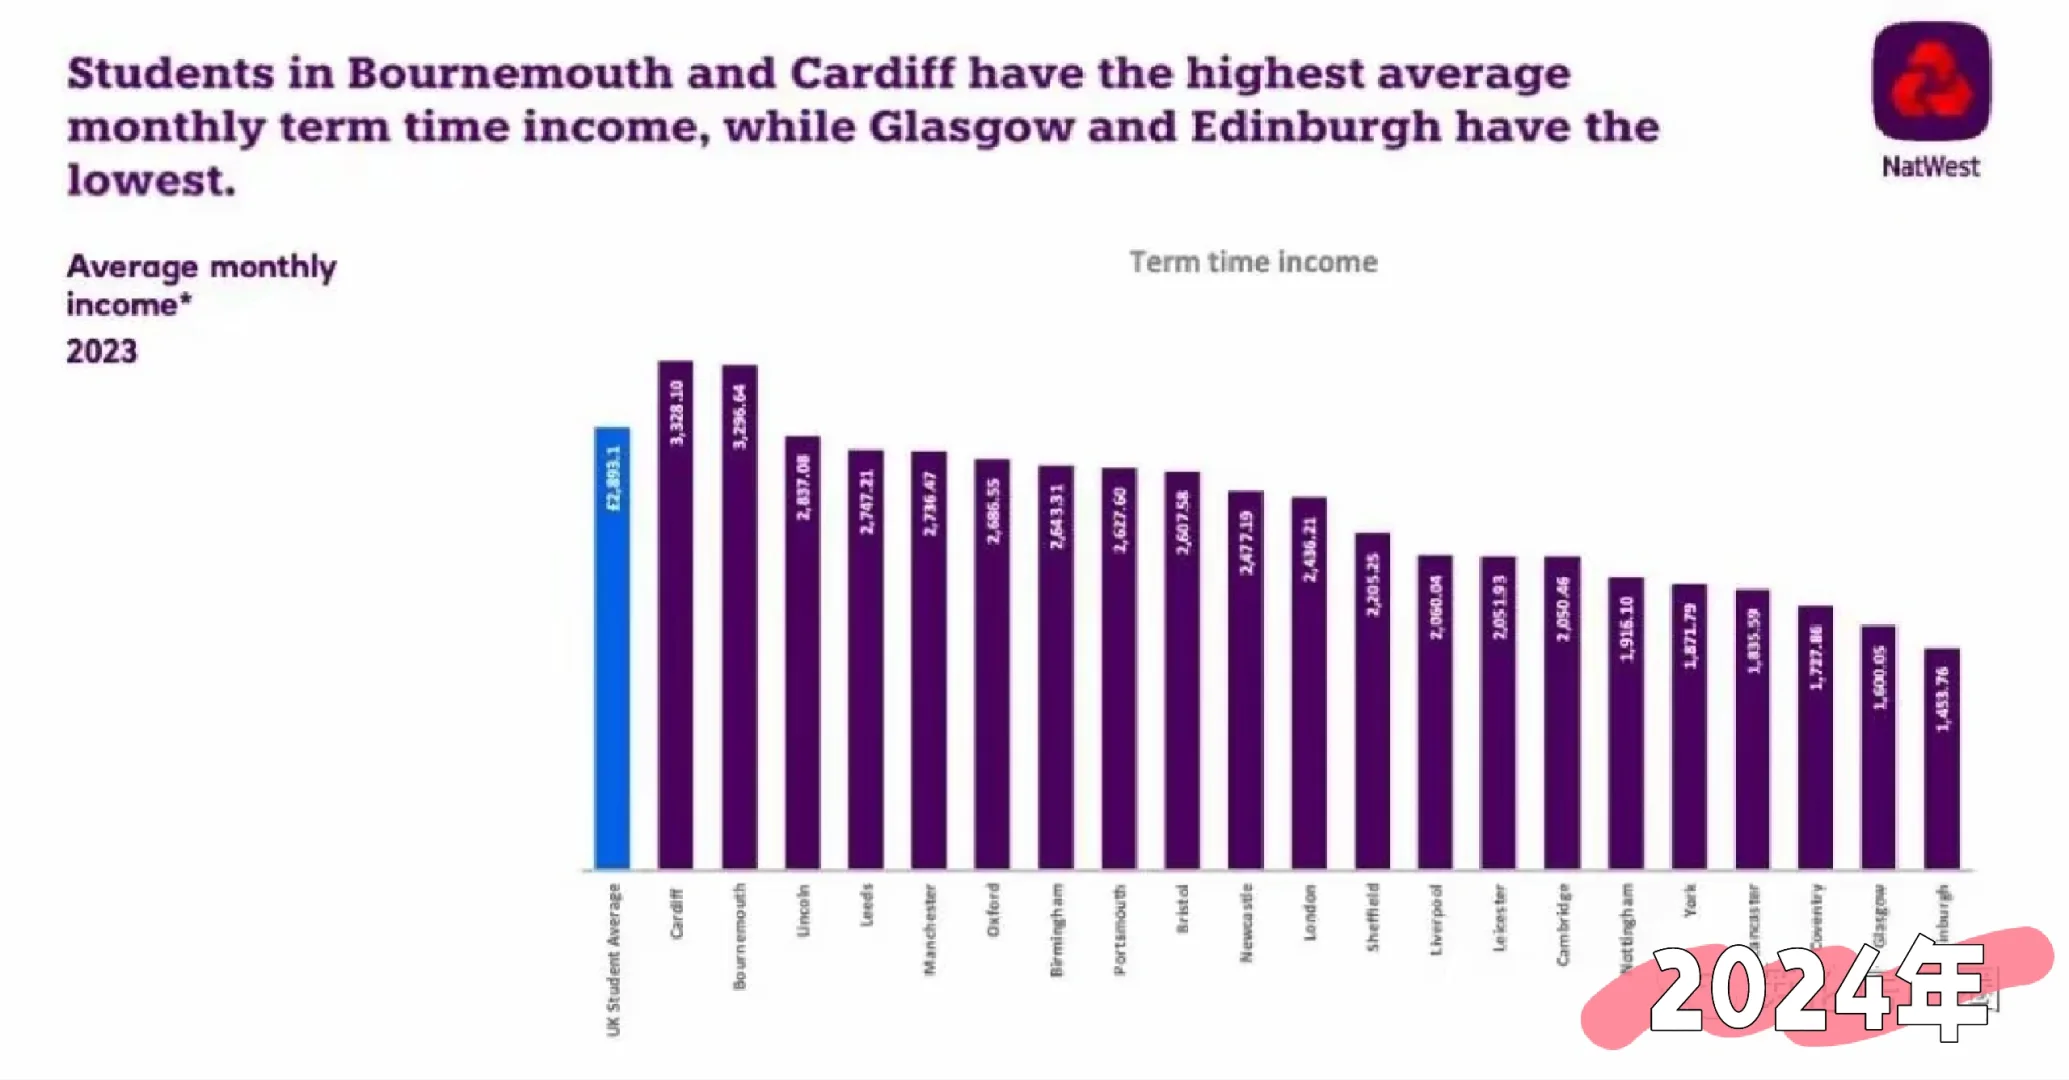 Students in Bournemouth and Cardiff have the highest average
monthly term time income, while Glasgow and Edinburgh have the
lowest.
NatWest
Average monthly
income*
2023
Term time income
£2,893.1
3,328.10
3,296.64
2,837.08
2,747.21
2,736.47
2,686.55
2,643.31
2,627.60
2,607.58
2,477.19
2,436.21
2,205.25
2,060.04
2,051.93
2,050.46
1,916.10
1,871.79
1,835.59
1,727.86
1,600.05
1,453.76
UK Student Average
Cardiff
Bournemouth
Lincoln
Leeds
Manchester
Oxford
Birmingham
Portsmouth
Bristol
Newcastle
London
Sheffield
Liverpool
Leicester
Cambridge
Nottingham
York
ancaster
Coventry
Glasgow
inburgh
2024年